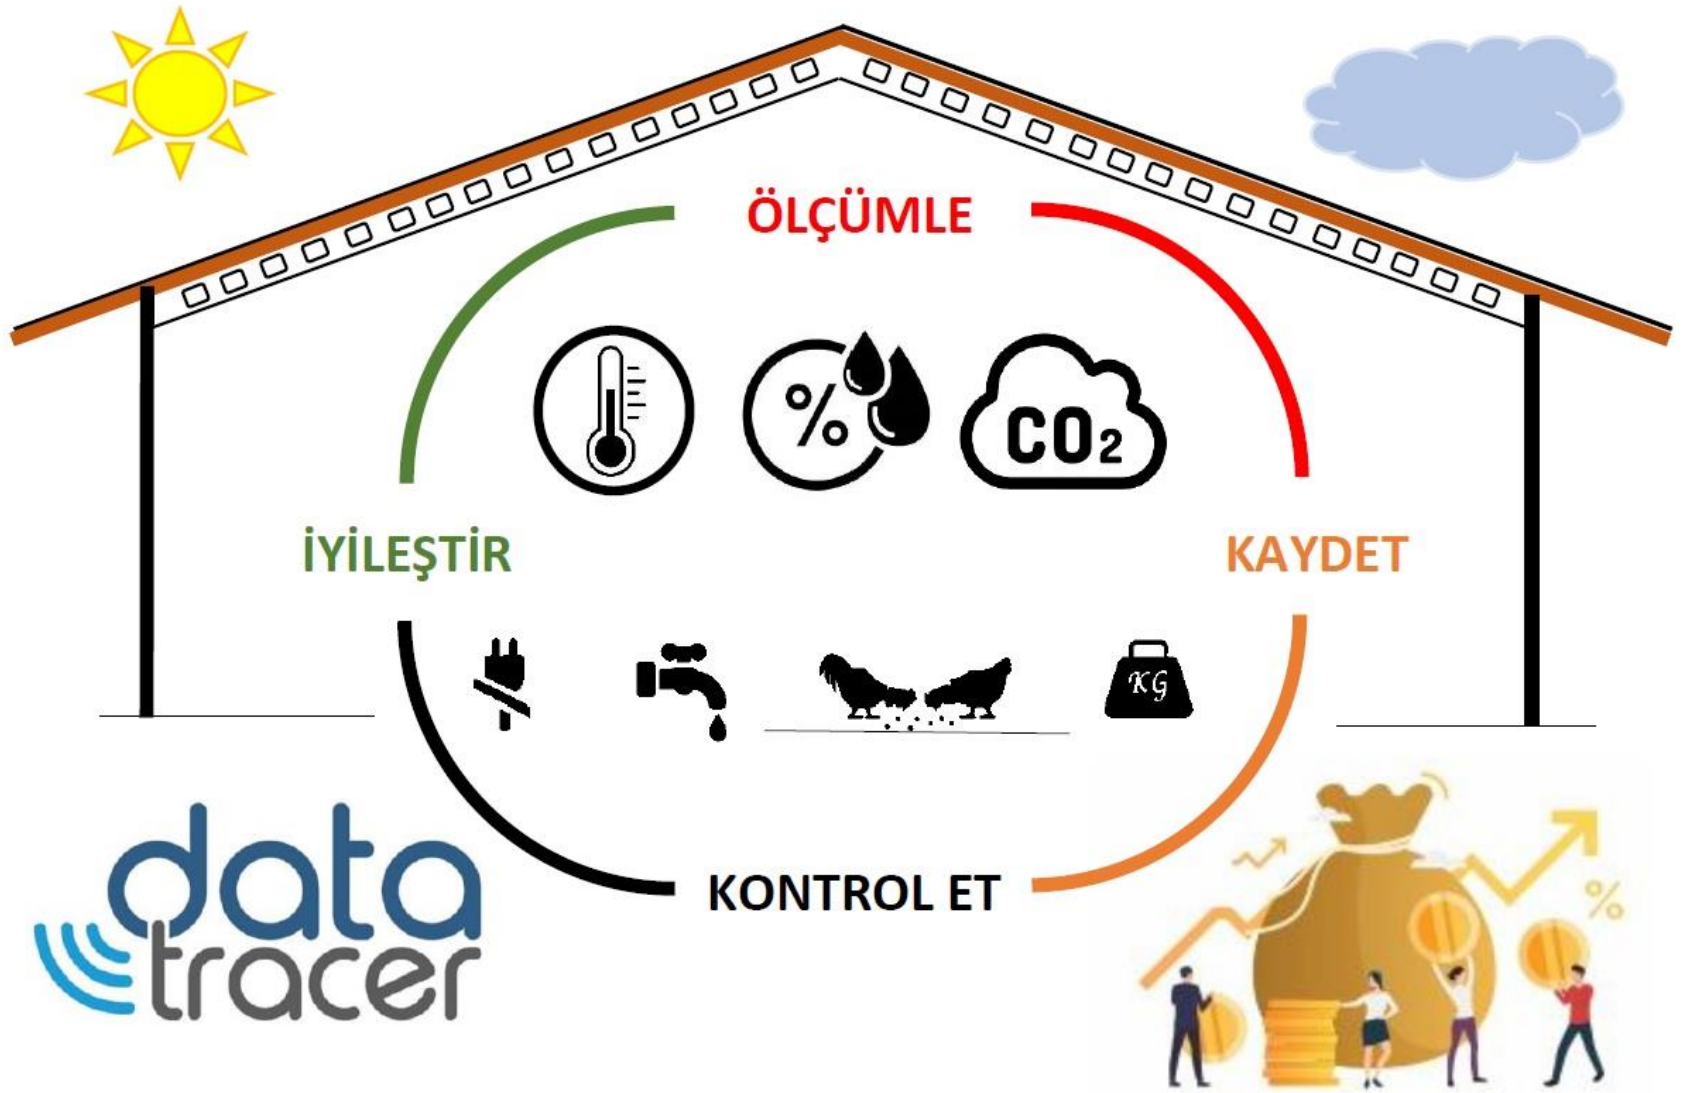 ÖLÇÜMLE
%
CO₂
İYİLEŞTİR
KAYDET
KG
KONTROL ET
data
tracer
%